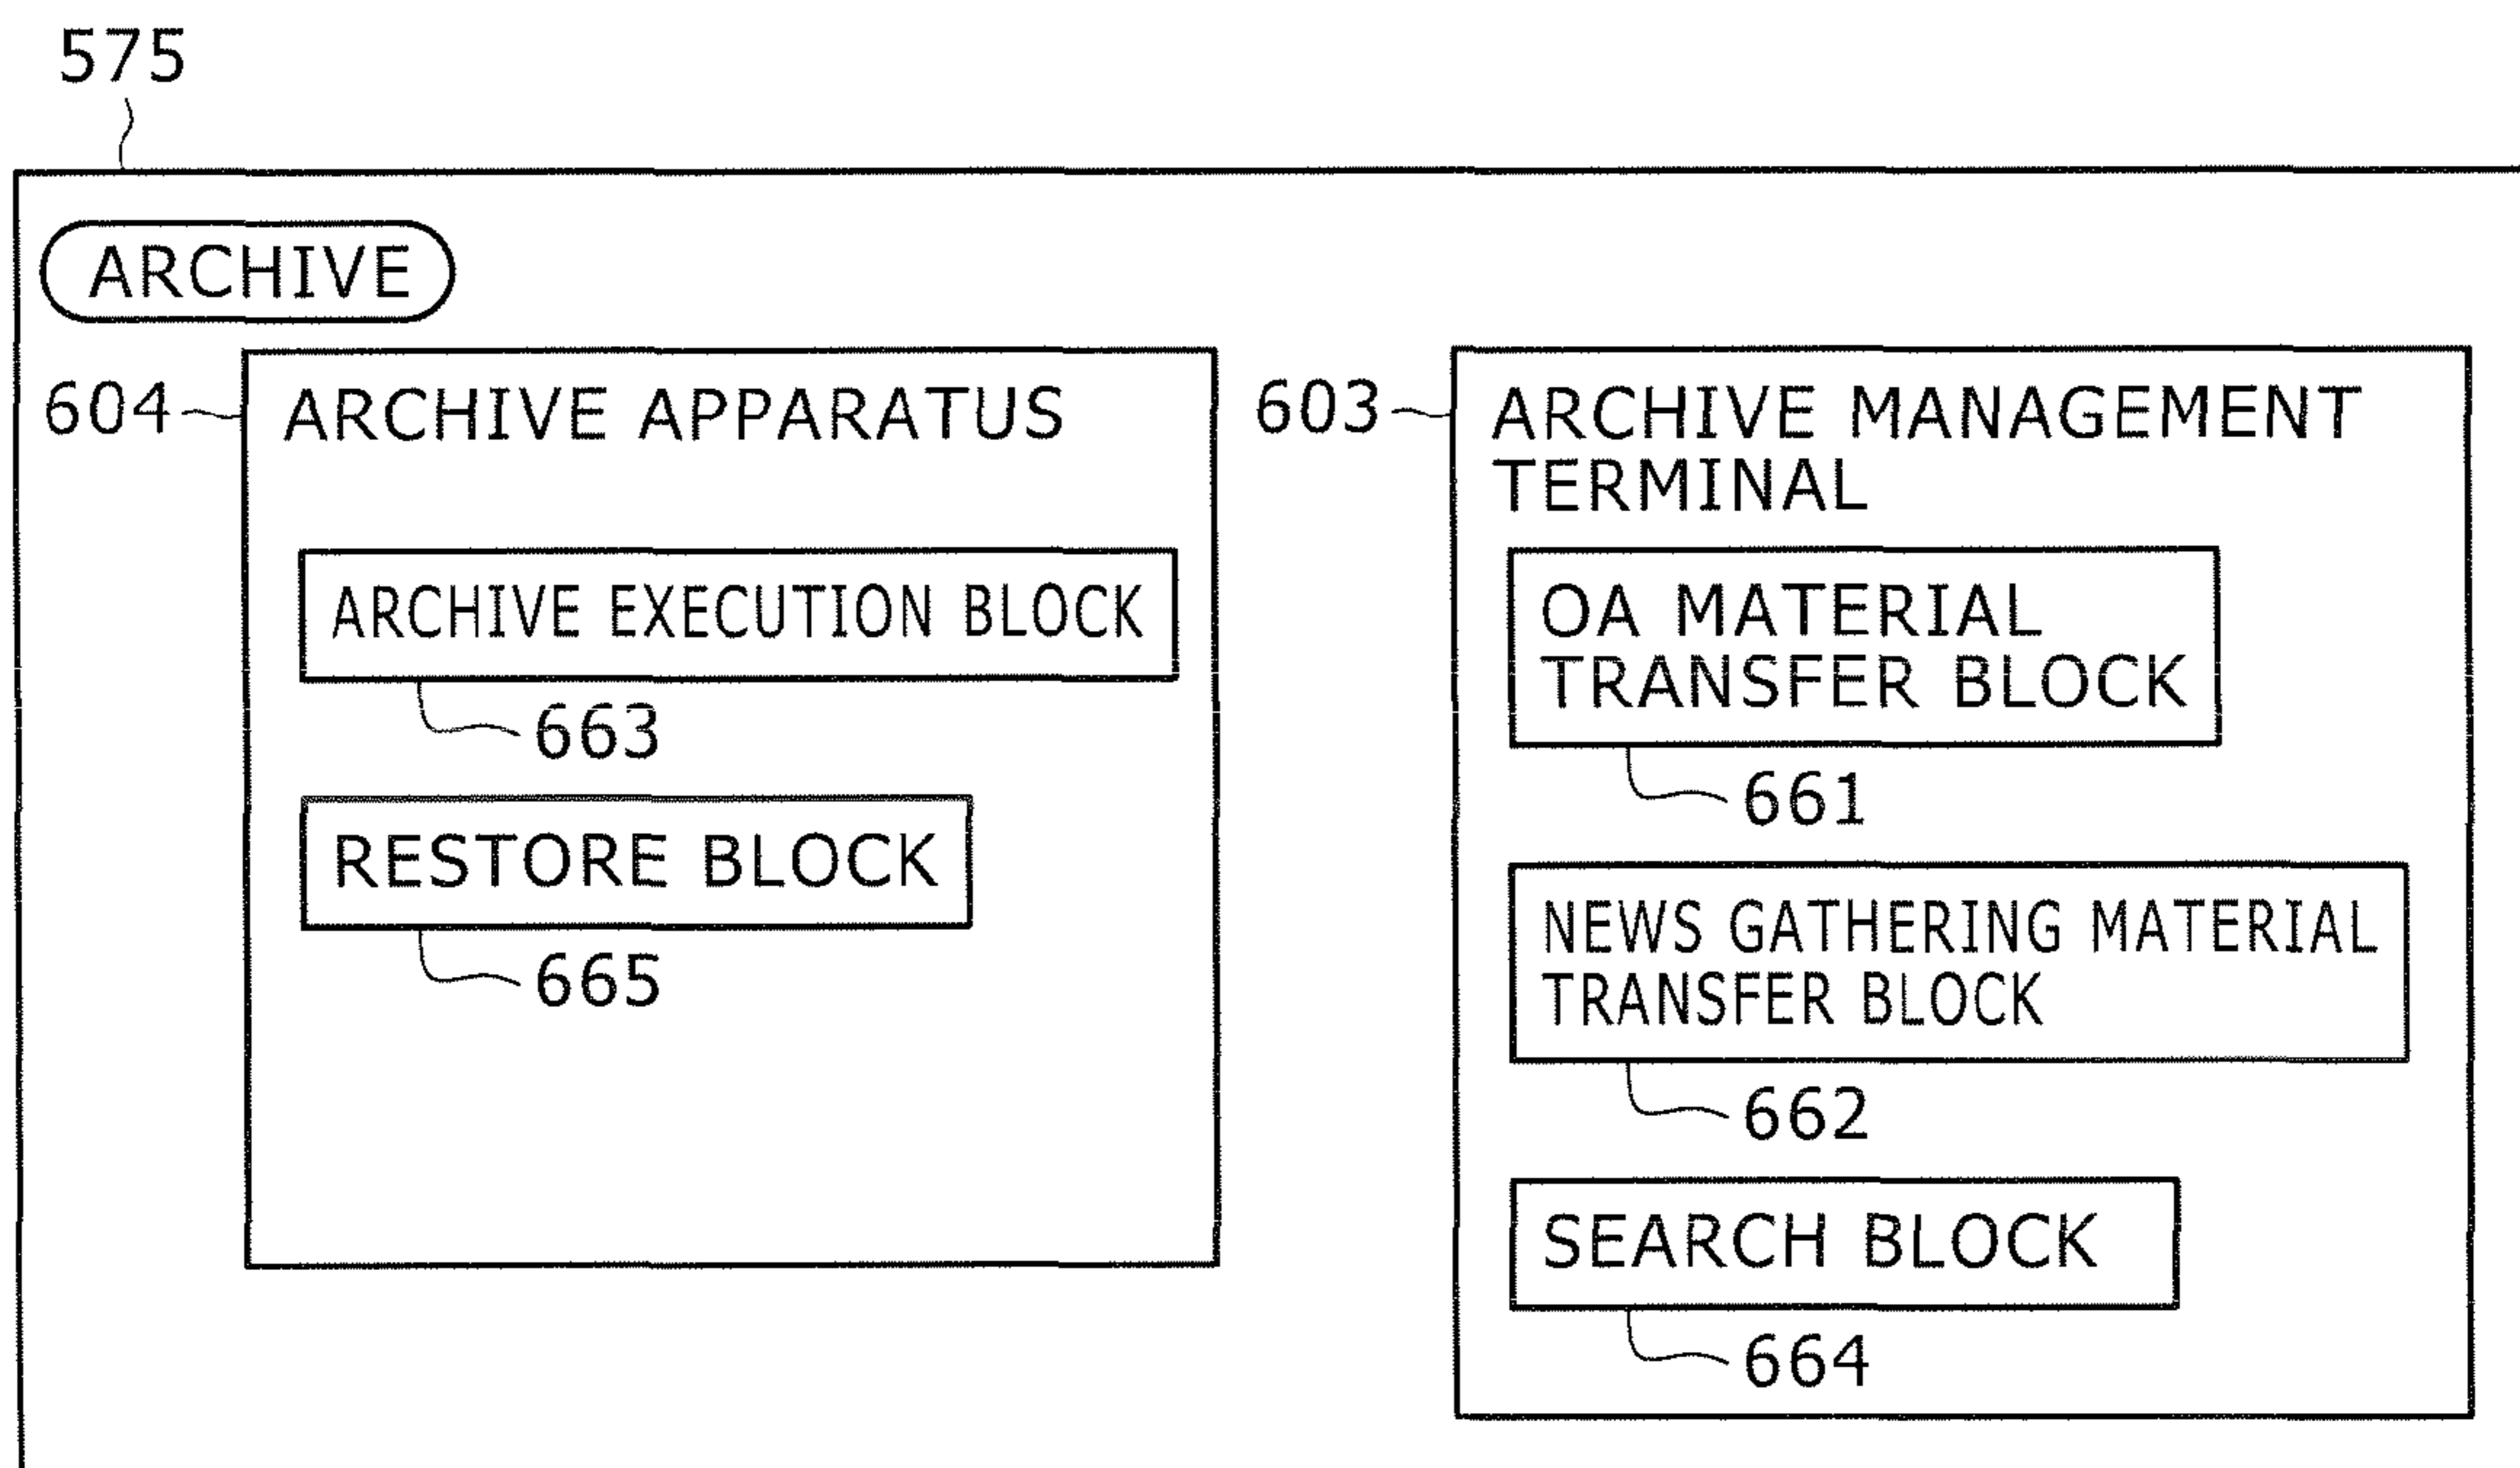 575
ARCHIVE
604
ARCHIVE APPARATUS
ARCHIVE EXECUTION BLOCK
663
RESTORE BLOCK
665
603
ARCHIVE MANAGEMENT
TERMINAL
OA MATERIAL
TRANSFER BLOCK
661
NEWS GATHERING MATERIAL
TRANSFER BLOCK
662
SEARCH BLOCK
664